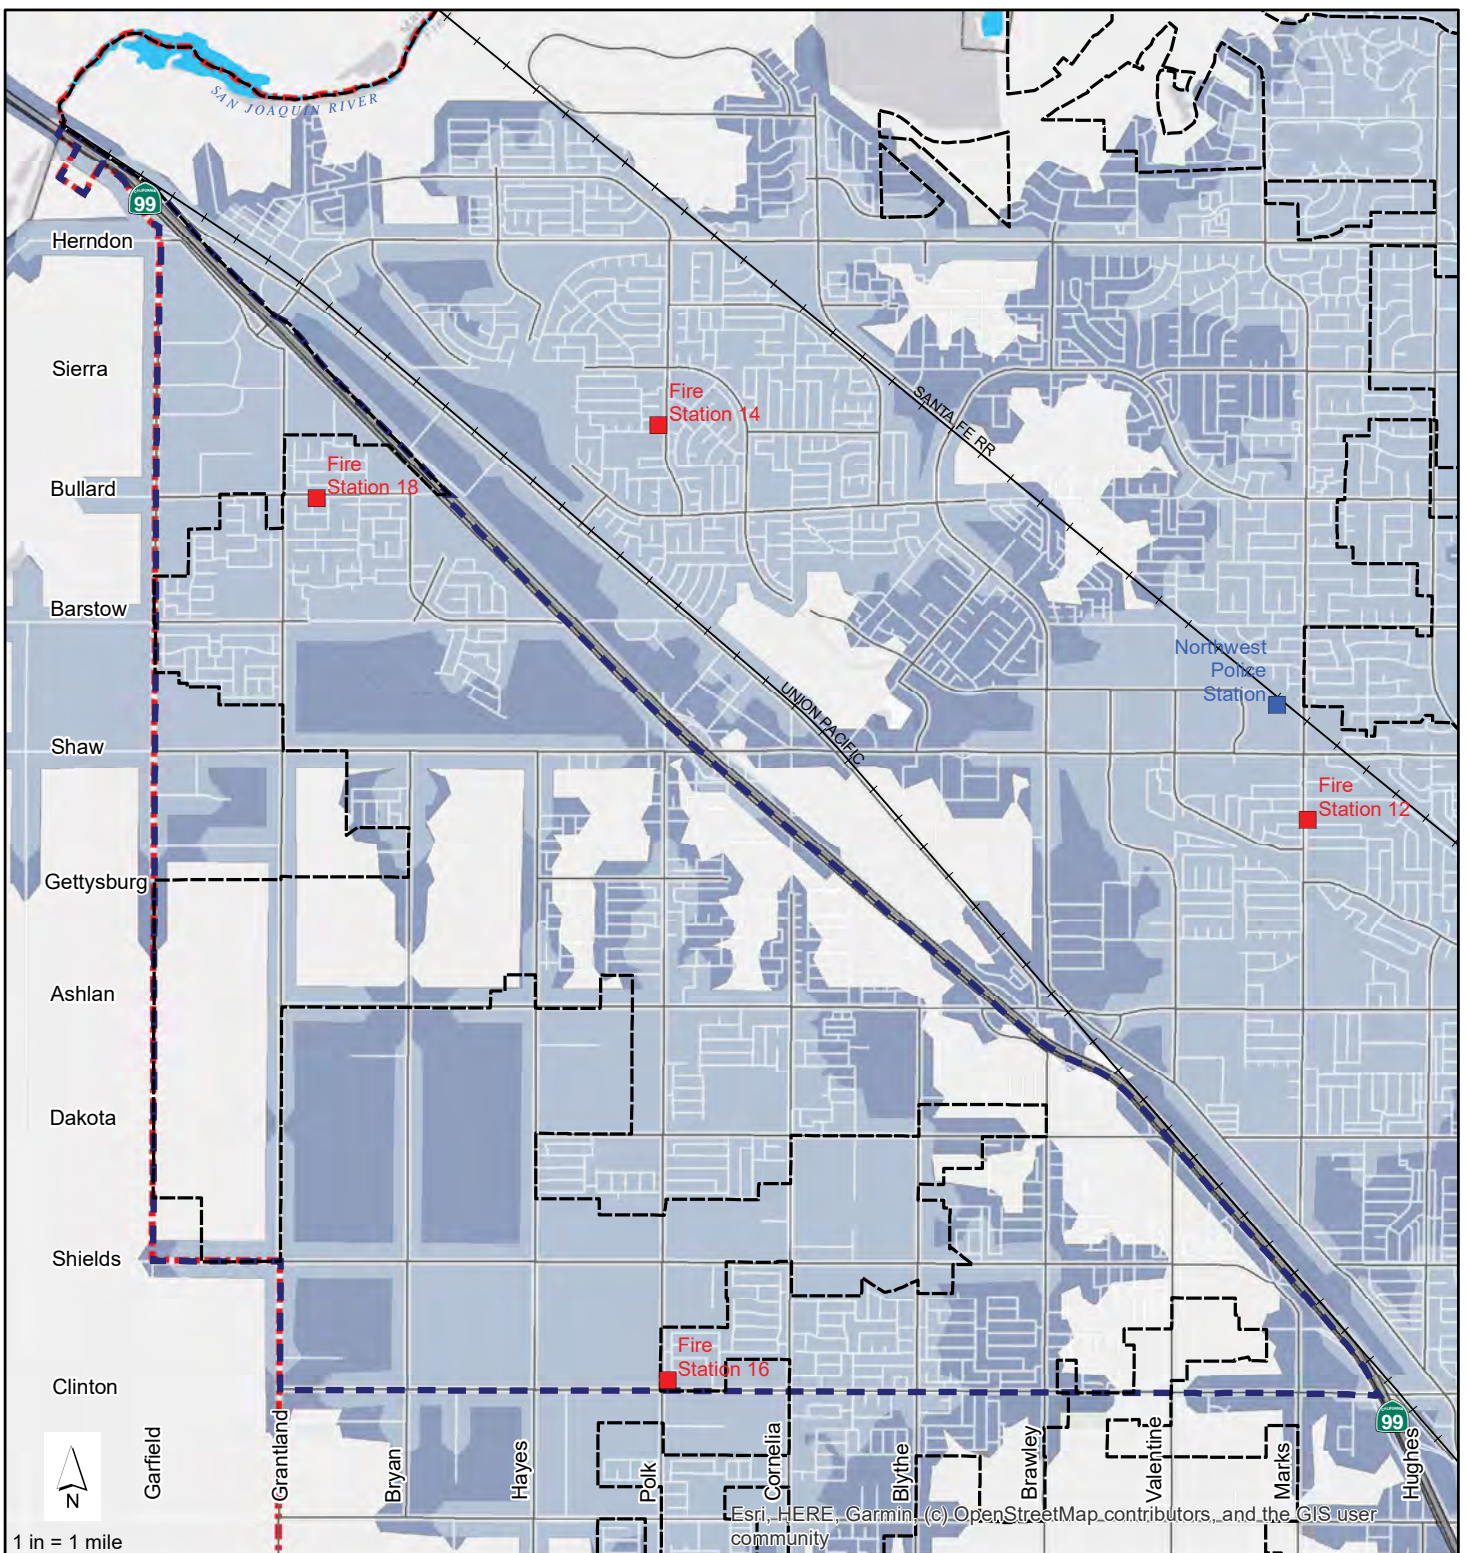 SAN JOAQUIN RIVER
CALIFORNIA
99
Herndon
Sierra
Fire
Station 14
SANTA FE RR
Fire
Station 18
Bullard
Barstow
Northwest
Police
Station
UNION PACIFIC
Shaw
Fire
Station 12
Gettysburg
Ashlan
Dakota
Shields
Fire
Station 16
Clinton
CALIFORNIA
99
Garfield
Grantland
Bryan
Hayes
Polk
Cornelia
Blythe
Brawley
Valentine
Marks
Hughes
N
1 in = 1 mile
Esri, HERE, Garmin, (c) OpenStreetMap contributors, and the GIS user
community